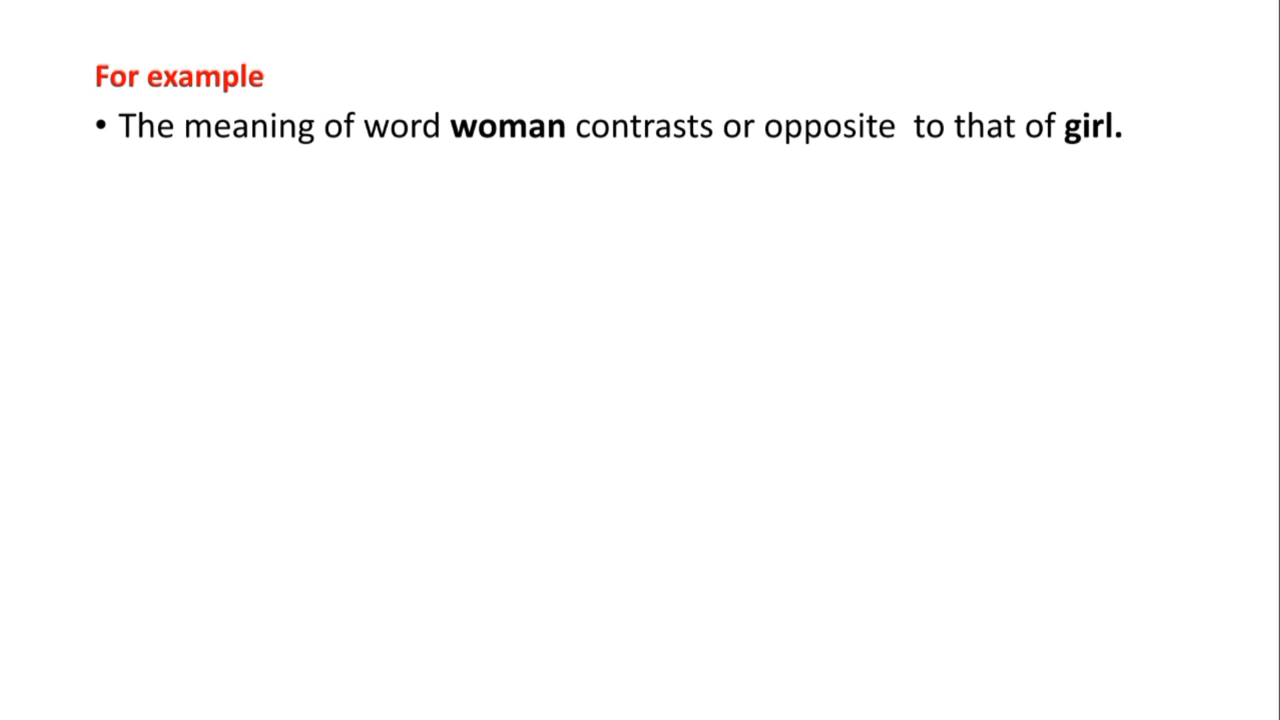 For example
• The meaning of word woman contrasts or opposite  to that of girl.